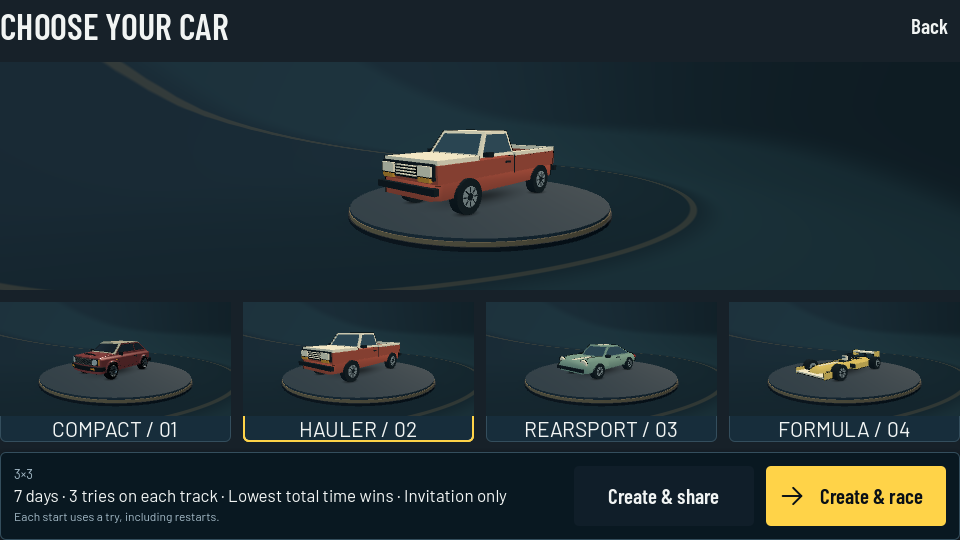 CHOOSE YOUR CAR
Back
COMPACT / 01
HAULER / 02
REARSPORT / 03
FORMULA / 04
3×3
7 days · 3 tries on each track · Lowest total time wins · Invitation only
Each start uses a try, including restarts.
Create & share
Create & race